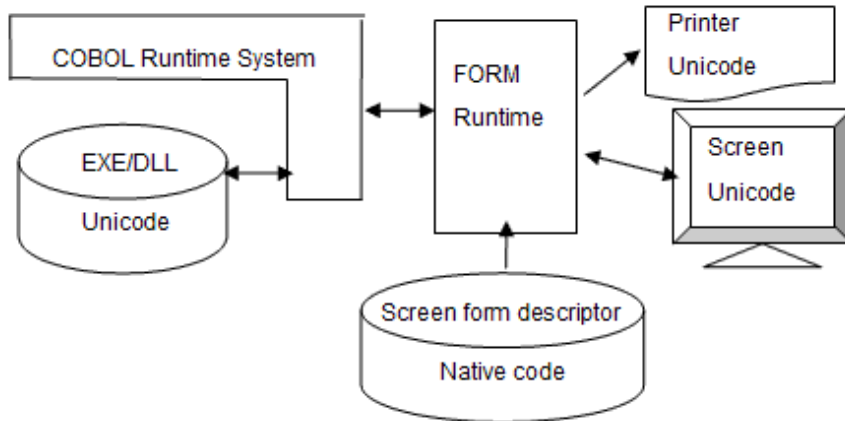 COBOL Runtime System
EXE/DLL
Unicode
FORM
Runtime
Printer
Unicode
Screen
Unicode
Screen form descriptor
Native code